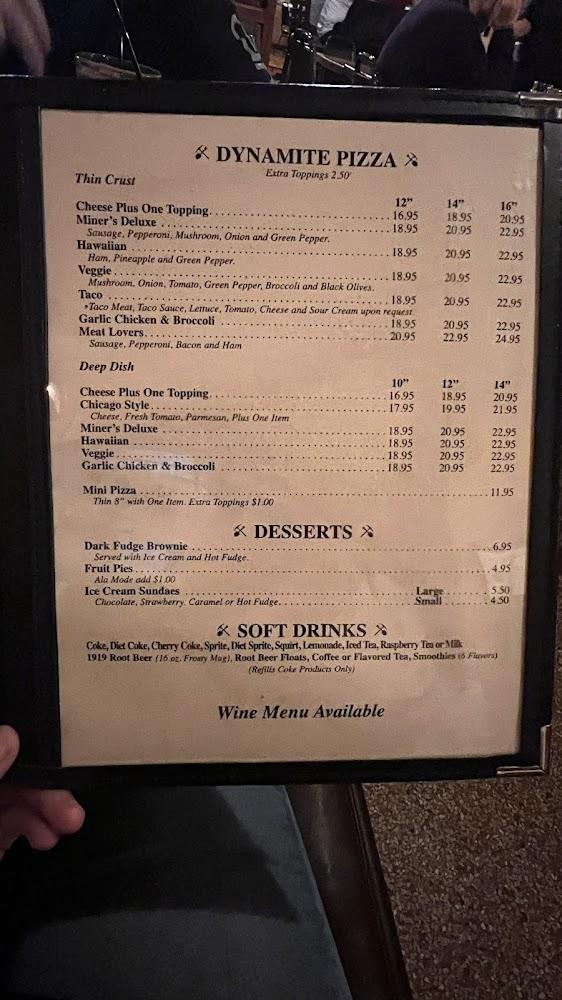 DYNAMITE PIZZA
Extra Toppings 2.50
Thin Crust
12" 14" 16"
Cheese Plus One Topping 16.95 18.95 20.95
Miner's Deluxe 18.95 20.95 22.95
Sausage, Pepperoni, Mushroom, Onion and Green Pepper.
Hawaiian 18.95 20.95 22.95
Ham, Pineapple and Green Pepper.
Veggie 18.95 20.95 22.95
Mushroom, Onion, Tomato, Green Pepper, Broccoli and Black Olives.
Taco 18.95 20.95 22.95
*Taco Meat, Taco Sauce, Lettuce, Tomato, Cheese and Sour Cream upon request.
Garlic Chicken & Broccoli 18.95 20.95 22.95
Meat Lovers 20.95 22.95 24.95
Sausage, Pepperoni, Bacon and Ham
Deep Dish
10" 12" 14"
Cheese Plus One Topping 16.95 18.95 20.95
Chicago Style 17.95 19.95 21.95
Cheese, Fresh Tomato, Parmesan, Plus One Item
Miner's Deluxe 18.95 20.95 22.95
Hawaiian 18.95 20.95 22.95
Veggie 18.95 20.95 22.95
Garlic Chicken & Broccoli 18.95 20.95 22.95
Mini Pizza 11.95
Thin 8" with One Item. Extra Toppings $1.00
DESSERTS
Dark Fudge Brownie 6.95
Served with Ice Cream and Hot Fudge.
Fruit Pies 4.95
Ala Mode add $1.00
Ice Cream Sundaes Large 5.50
Chocolate, Strawberry, Caramel or Hot Fudge. Small 4.50
SOFT DRINKS
Coke, Diet Coke, Cherry Coke, Sprite, Diet Sprite, Squirt, Lemonade, Iced Tea, Raspberry Tea or Milk
1919 Root Beer (16 oz. Frosty Mug), Root Beer Floats, Coffee or Flavored Tea, Smoothies (6 Flavors)
(Refills Coke Products Only)
Wine Menu Available